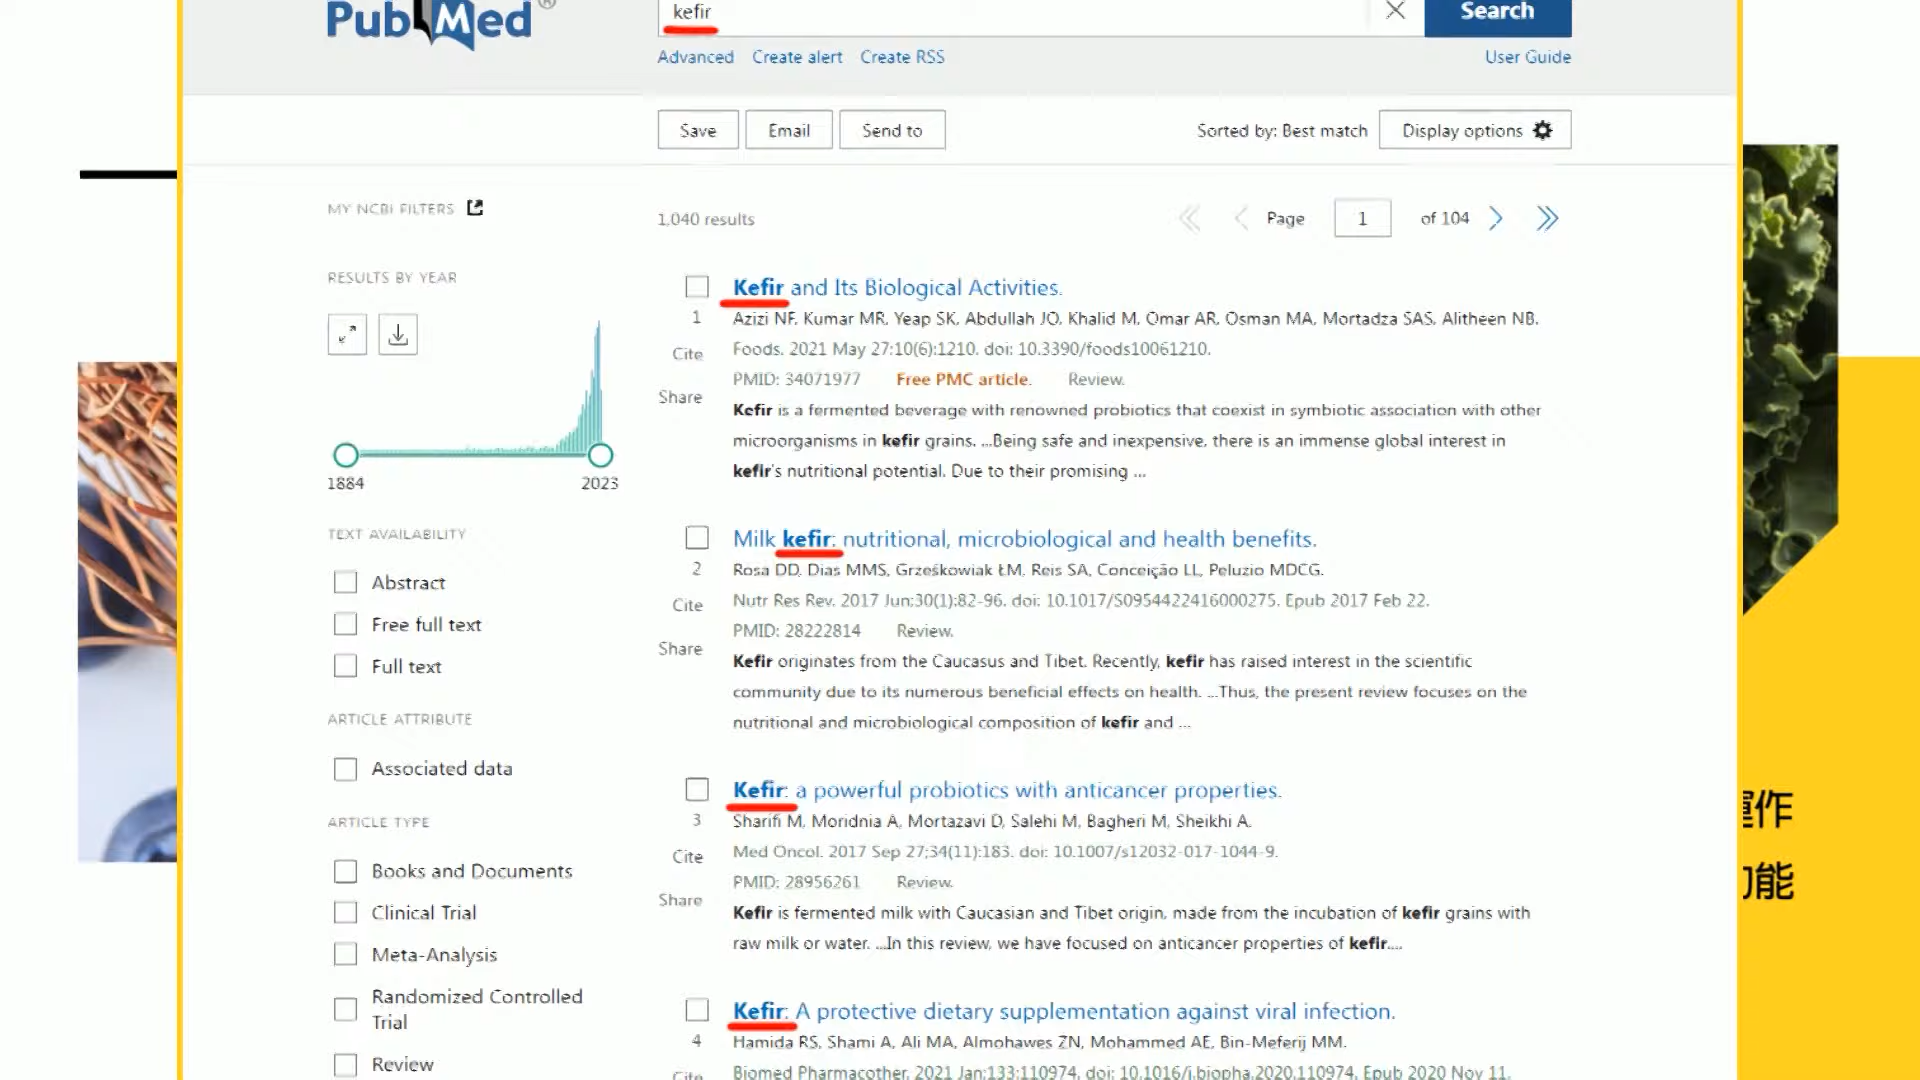 PubMed®
kefir
Search
Advanced Create alert Create RSS
User Guide
Save Email Send to
Sorted by: Best match Display options
MY NCBI FILTERS
1,040 results
Page 1 of 104
RESULTS BY YEAR
1884 2023
TEXT AVAILABILITY
Abstract
Free full text
Full text
ARTICLE ATTRIBUTE
Associated data
ARTICLE TYPE
Books and Documents
Clinical Trial
Meta-Analysis
Randomized Controlled
Trial
Review
Kefir and Its Biological Activities.
1
Azizi NF, Kumar MR, Yeap SK, Abdullah JO, Khalid M, Omar AR, Osman MA, Mortadza SAS, Alitheen NB.
Cite
Foods. 2021 May 27;10(6):1210. doi: 10.3390/foods10061210.
PMID: 34071977 Free PMC article. Review.
Share
Kefir is a fermented beverage with renowned probiotics that coexist in symbiotic association with other
microorganisms in kefir grains. ...Being safe and inexpensive, there is an immense global interest in
kefir's nutritional potential. Due to their promising ...
Milk kefir: nutritional, microbiological and health benefits.
2
Rosa DD, Dias MMS, Grześkowiak ŁM, Reis SA, Conceição LL, Peluzio MDCG.
Cite
Nutr Res Rev. 2017 Jun;30(1):82-96. doi: 10.1017/S0954422416000275. Epub 2017 Feb 22.
PMID: 28222814 Review.
Share
Kefir originates from the Caucasus and Tibet. Recently, kefir has raised interest in the scientific
community due to its numerous beneficial effects on health. ...Thus, the present review focuses on the
nutritional and microbiological composition of kefir and ...
Kefir: a powerful probiotics with anticancer properties.
3
Sharifi M, Moridnia A, Mortazavi D, Salehi M, Bagheri M, Sheikhi A.
Cite
Med Oncol. 2017 Sep 27;34(11):183. doi: 10.1007/s12032-017-1044-9.
PMID: 28956261 Review.
Share
Kefir is fermented milk with Caucasian and Tibet origin, made from the incubation of kefir grains with
raw milk or water. ...In this review, we have focused on anticancer properties of kefir....
Kefir: A protective dietary supplementation against viral infection.
4
Hamida RS, Shami A, Ali MA, Almohawes ZN, Mohammed AE, Bin-Meferij MM.
Cite
Biomed Pharmacother. 2021 Jan;133:110974. doi: 10.1016/j.biopha.2020.110974. Epub 2020 Nov 11.
作
能